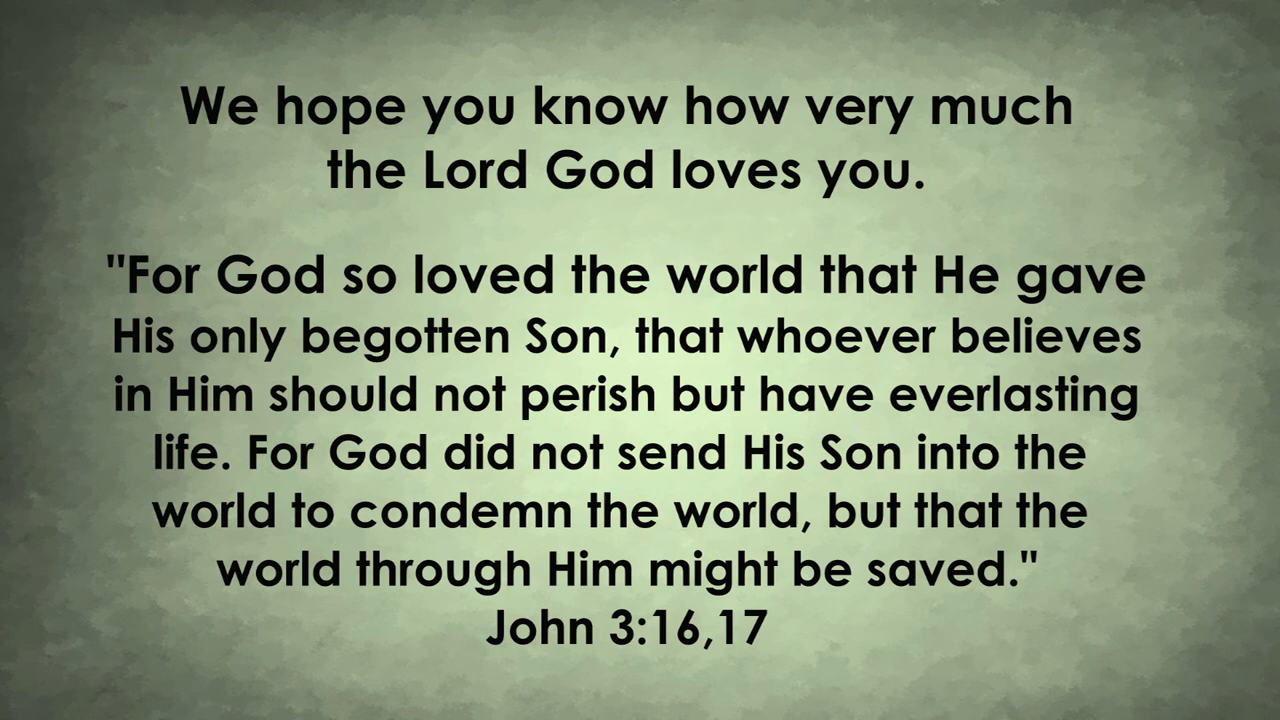 We hope you know how very much
the Lord God loves you.
"For God so loved the world that He gave
His only begotten Son, that whoever believes
in Him should not perish but have everlasting
life. For God did not send His Son into the
world to condemn the world, but that the
world through Him might be saved."
John 3:16,17